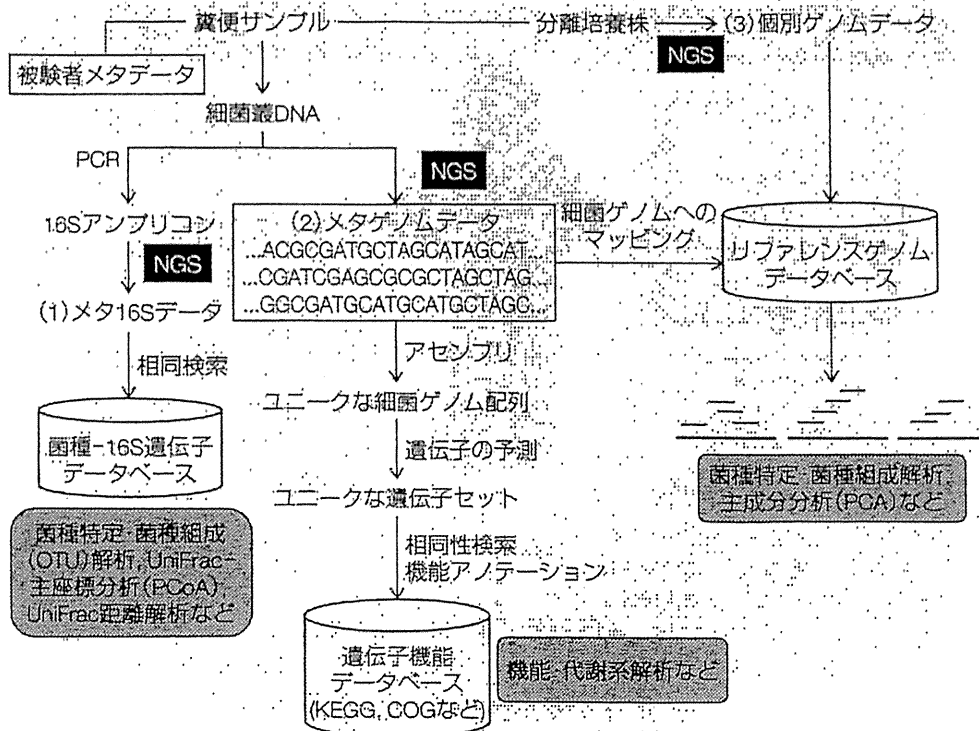 糞便サンプル
分離培養株
(3)個別ゲノムデータ
NGS
被験者メタデータ
細菌叢DNA
PCR
NGS
16Sアンプリコン
NGS
(1)メタ16Sデータ
(2)メタゲノムデータ
...ACGCGATGCTAGCATAGCAT...
...CGATCGAGCGCGCTAGCTAG...
...GGCGATGCATGCATGCTAGC...
細菌ゲノムへの
マッピング
リファレンスゲノム
データベース
相同検索
菌種-16S遺伝子
データベース
菌種特定・菌種組成
(OTU)解析, UniFrac-
主座標分析(PCoA),
UniFrac距離解析など
アセンブリ
ユニークな細菌ゲノム配列
遺伝子の予測
ユニークな遺伝子セット
相同性検索
機能アノテーション
遺伝子機能
データベース
(KEGG, COGなど)
機能・代謝系解析など
菌種特定・菌種組成解析,
主成分分析(PCA)など